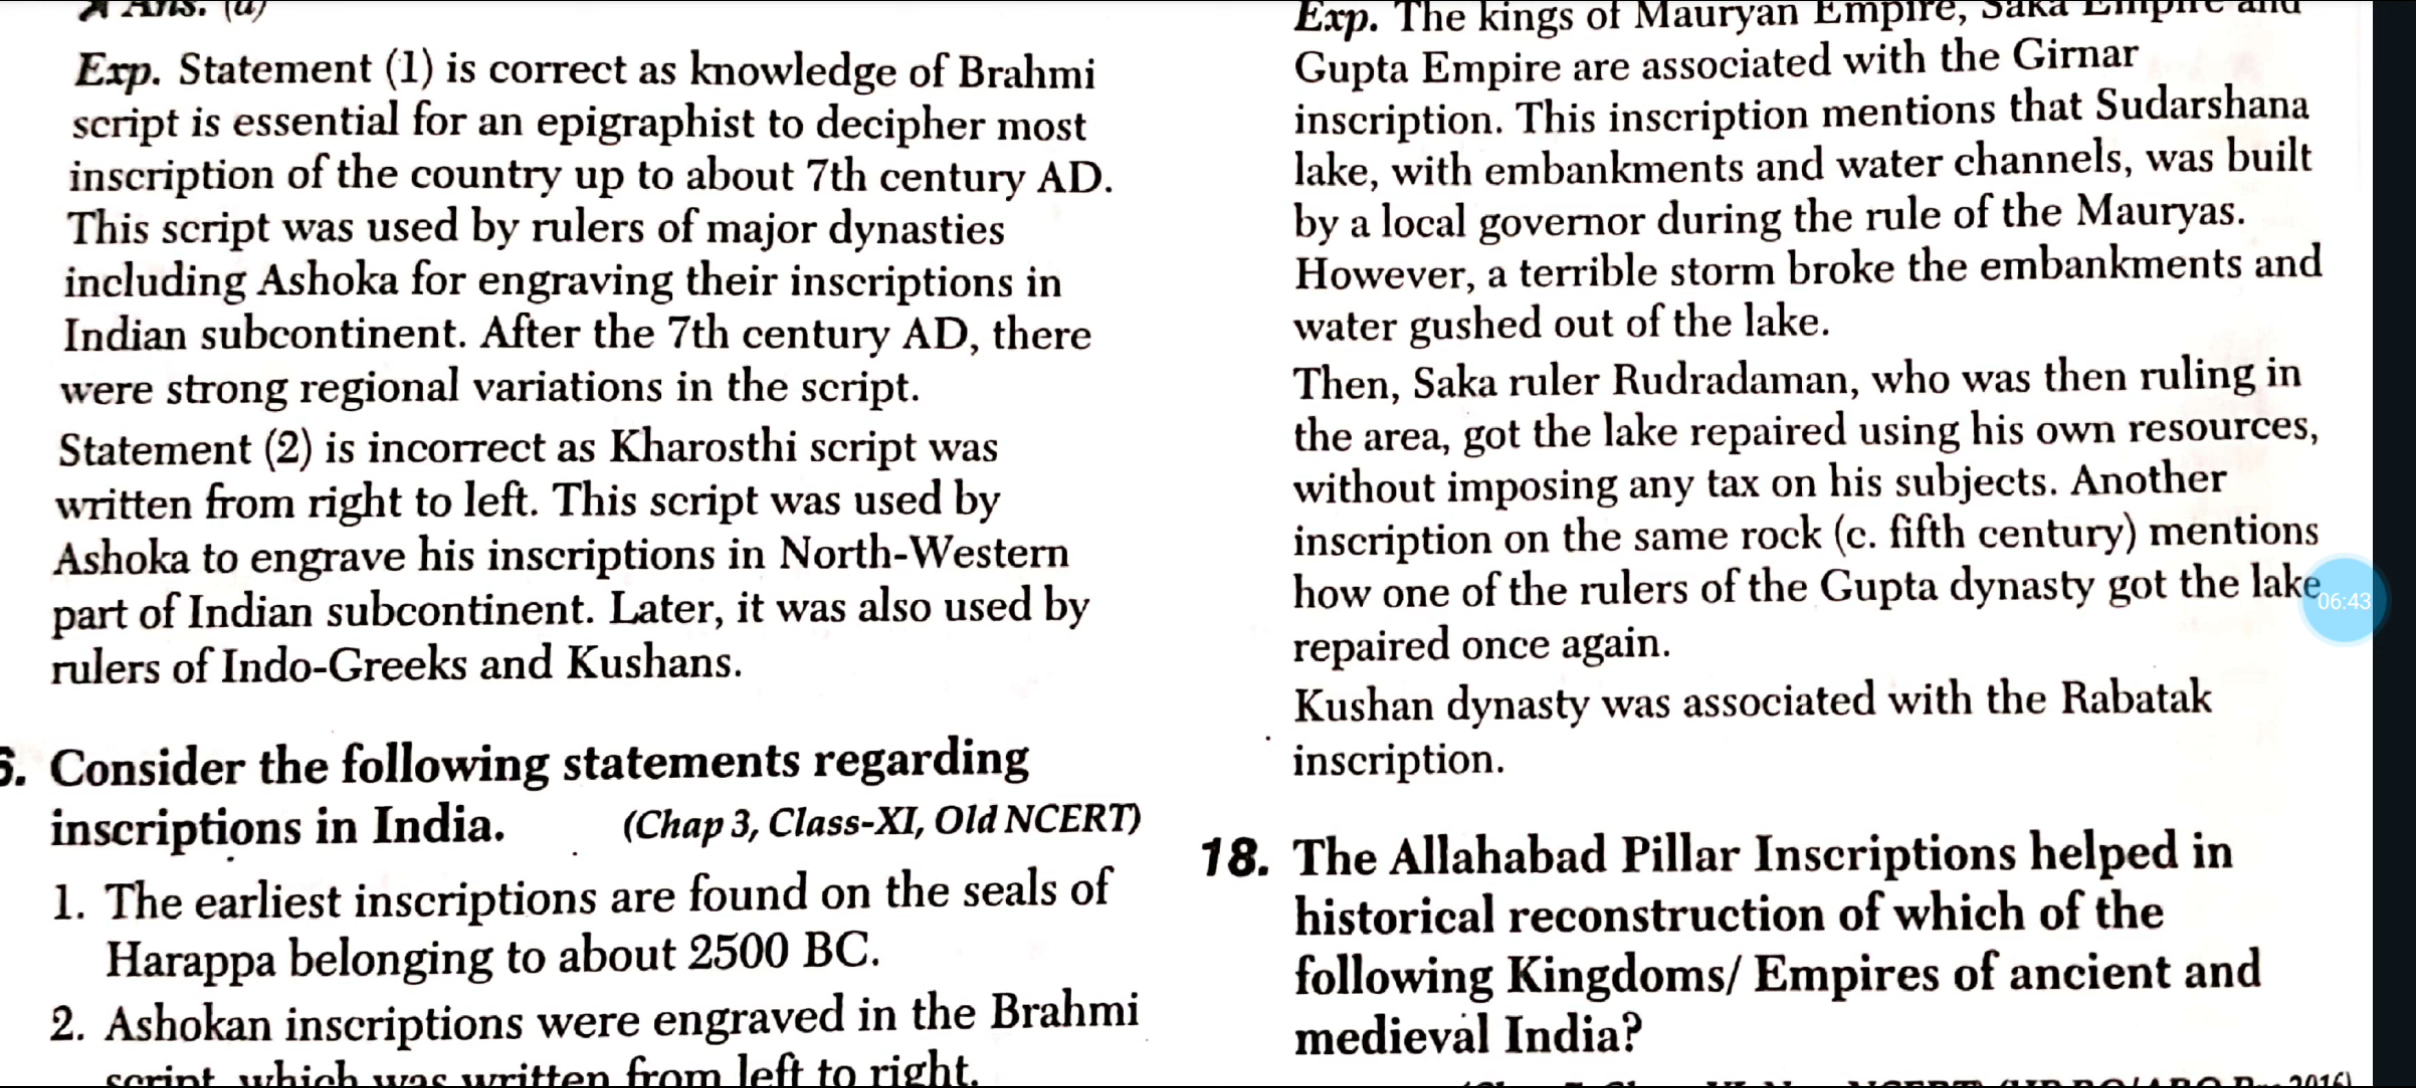 Ans. (a)
Exp. Statement (1) is correct as knowledge of Brahmi
script is essential for an epigraphist to decipher most
inscription of the country up to about 7th century AD.
This script was used by rulers of major dynasties
including Ashoka for engraving their inscriptions in
Indian subcontinent. After the 7th century AD, there
were strong regional variations in the script.
Statement (2) is incorrect as Kharosthi script was
written from right to left. This script was used by
Ashoka to engrave his inscriptions in North-Western
part of Indian subcontinent. Later, it was also used by
rulers of Indo-Greeks and Kushans.
6. Consider the following statements regarding
inscriptions in India. (Chap 3, Class-XI, Old NCERT)
1. The earliest inscriptions are found on the seals of
Harappa belonging to about 2500 BC.
2. Ashokan inscriptions were engraved in the Brahmi
script, which was written from left to right.
Exp. The kings of Mauryan Empire, Saka Empire and
Gupta Empire are associated with the Girnar
inscription. This inscription mentions that Sudarshana
lake, with embankments and water channels, was built
by a local governor during the rule of the Mauryas.
However, a terrible storm broke the embankments and
water gushed out of the lake.
Then, Saka ruler Rudradaman, who was then ruling in
the area, got the lake repaired using his own resources,
without imposing any tax on his subjects. Another
inscription on the same rock (c. fifth century) mentions
how one of the rulers of the Gupta dynasty got the lake
repaired once again.
Kushan dynasty was associated with the Rabatak
inscription.
18. The Allahabad Pillar Inscriptions helped in
historical reconstruction of which of the
following Kingdoms/ Empires of ancient and
medieval India?
06:43